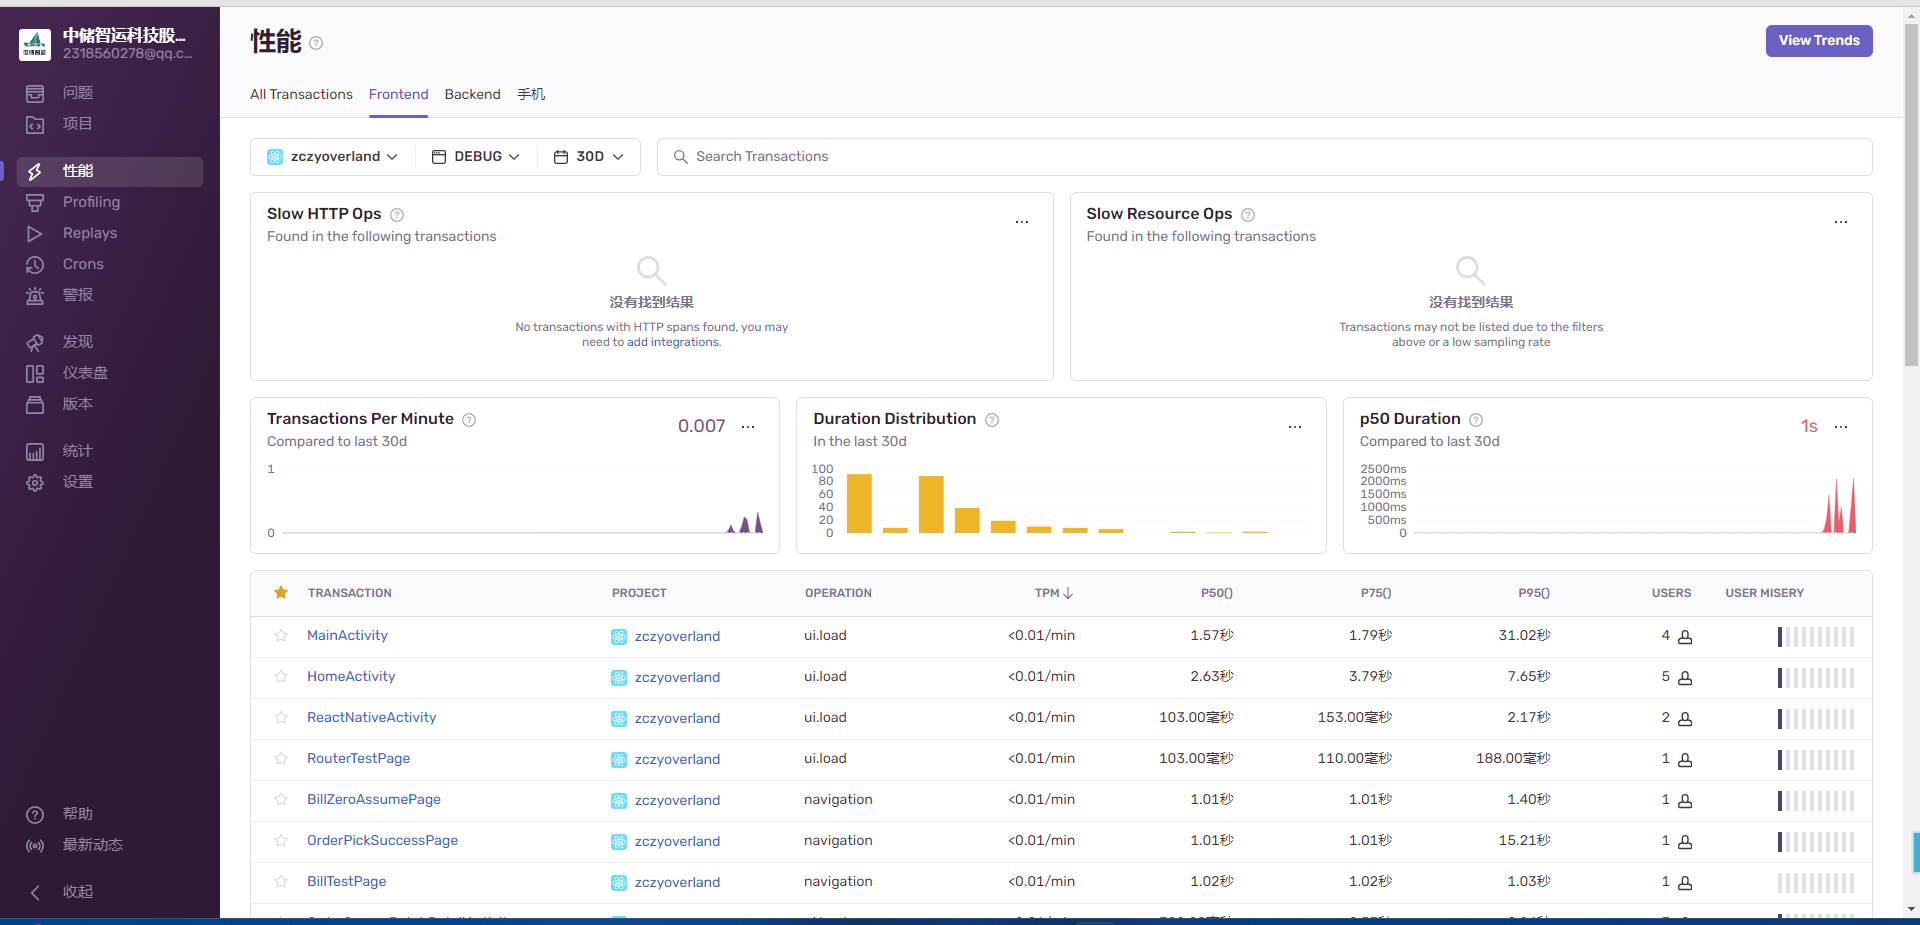 中储智运科技股...
2318560278@qq.c...
问题
项目
性能
Profiling
Replays
Crons
警报
发现
仪表盘
版本
统计
设置
帮助
最新动态
收起
性能
View Trends
All Transactions Frontend Backend 手机
zczyoverland DEBUG 30D Search Transactions
Slow HTTP Ops
Found in the following transactions
没有找到结果
No transactions with HTTP spans found, you may
need to add integrations.
Slow Resource Ops
Found in the following transactions
没有找到结果
Transactions may not be listed due to the filters
above or a low sampling rate
Transactions Per Minute
Compared to last 30d
0.007
1
0
Duration Distribution
In the last 30d
100
80
60
40
20
0
p50 Duration
Compared to last 30d
1s
2500ms
2000ms
1500ms
1000ms
500ms
0
TRANSACTION PROJECT OPERATION TPM P50() P75() P95() USERS USER MISERY
MainActivity zczyoverland ui.load <0.01/min 1.57秒 1.79秒 31.02秒 4
HomeActivity zczyoverland ui.load <0.01/min 2.63秒 3.79秒 7.65秒 5
ReactNativeActivity zczyoverland ui.load <0.01/min 103.00毫秒 153.00毫秒 2.17秒 2
RouterTestPage zczyoverland ui.load <0.01/min 103.00毫秒 110.00毫秒 188.00毫秒 1
BillZeroAssumePage zczyoverland navigation <0.01/min 1.01秒 1.01秒 1.40秒 1
OrderPickSuccessPage zczyoverland navigation <0.01/min 1.01秒 1.01秒 15.21秒 1
BillTestPage zczyoverland navigation <0.01/min 1.02秒 1.02秒 1.03秒 1